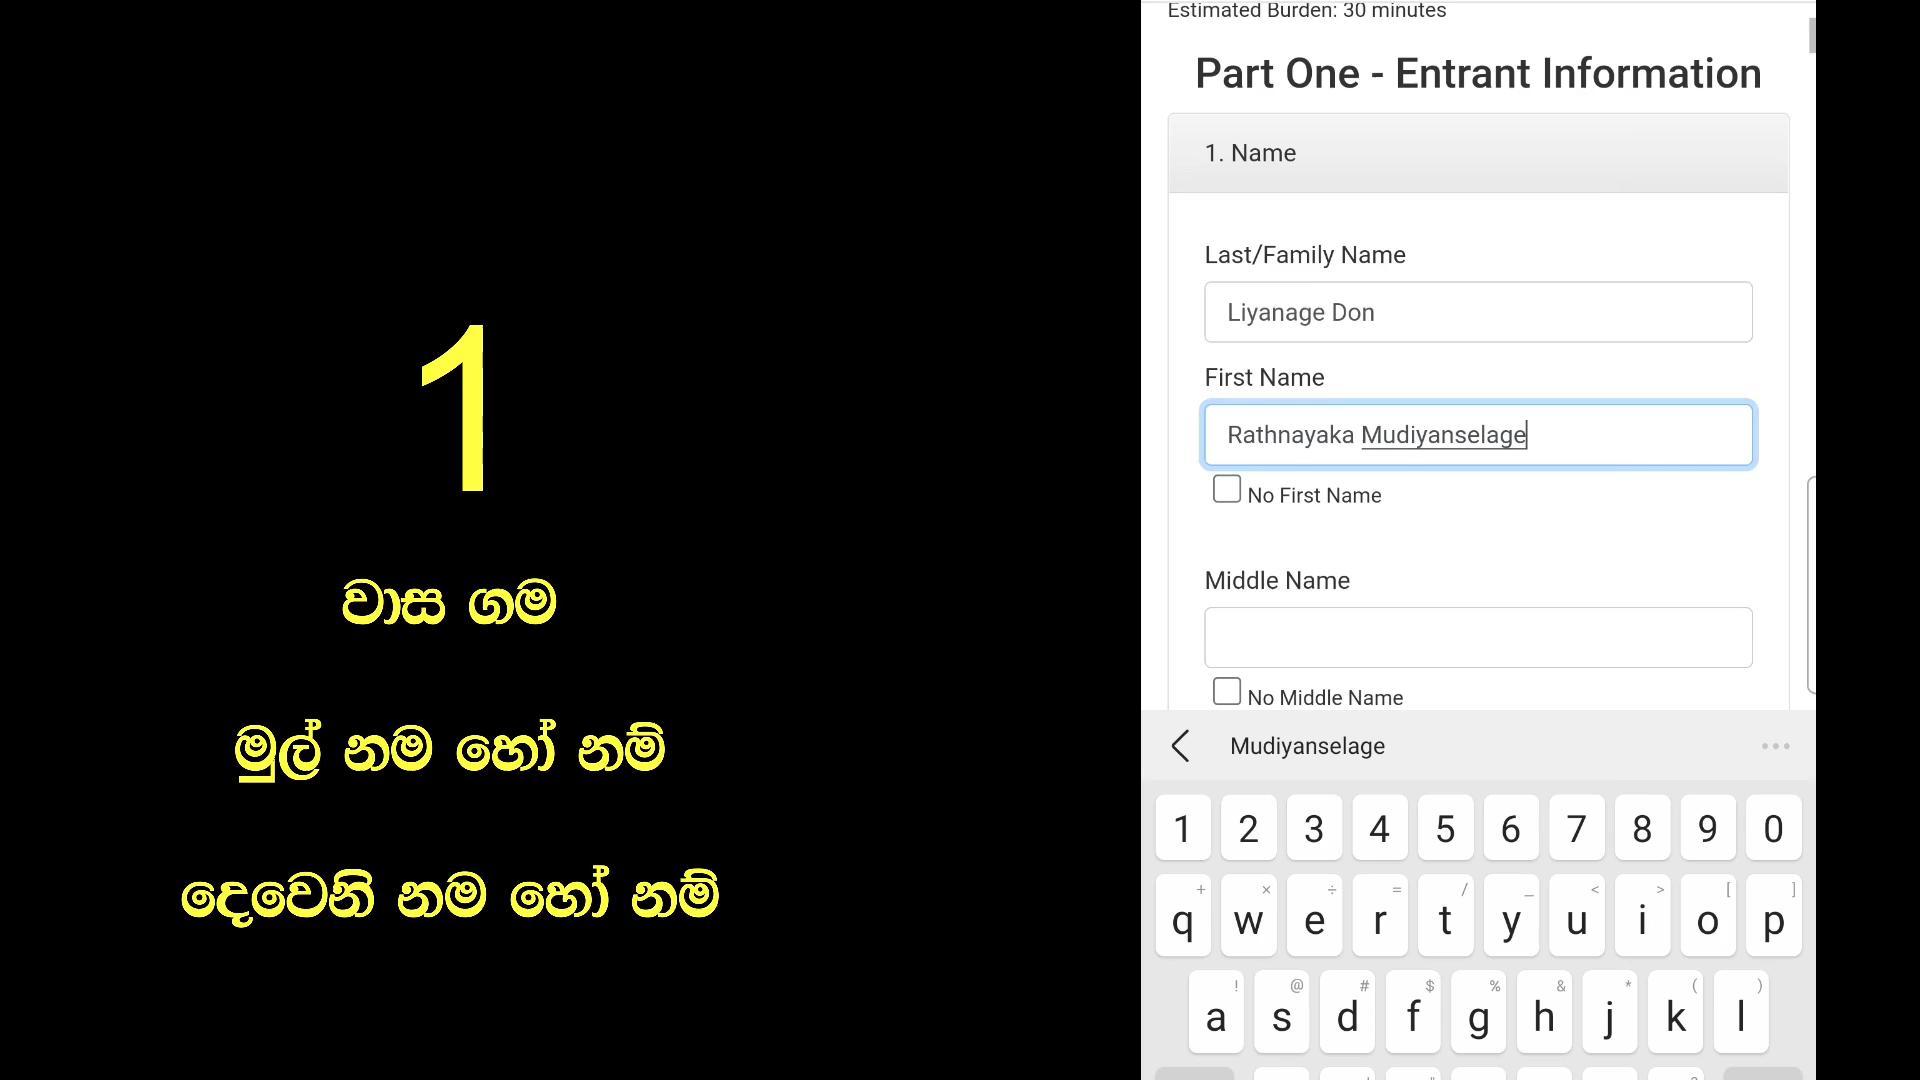 1
වාස ගම
මුල් නම හෝ නම්
දෙවෙනි නම හෝ නම්
Estimated Burden: 30 minutes
Part One - Entrant Information
1. Name
Last/Family Name
Liyanage Don
First Name
Rathnayaka Mudiyanselage
No First Name
Middle Name
No Middle Name
Mudiyanselage
1 2 3 4 5 6 7 8 9 0
+ × ÷ = / _ < > [ ]
q w e r t y u i o p
! @ # $ % & * ( )
a s d f g h j k l